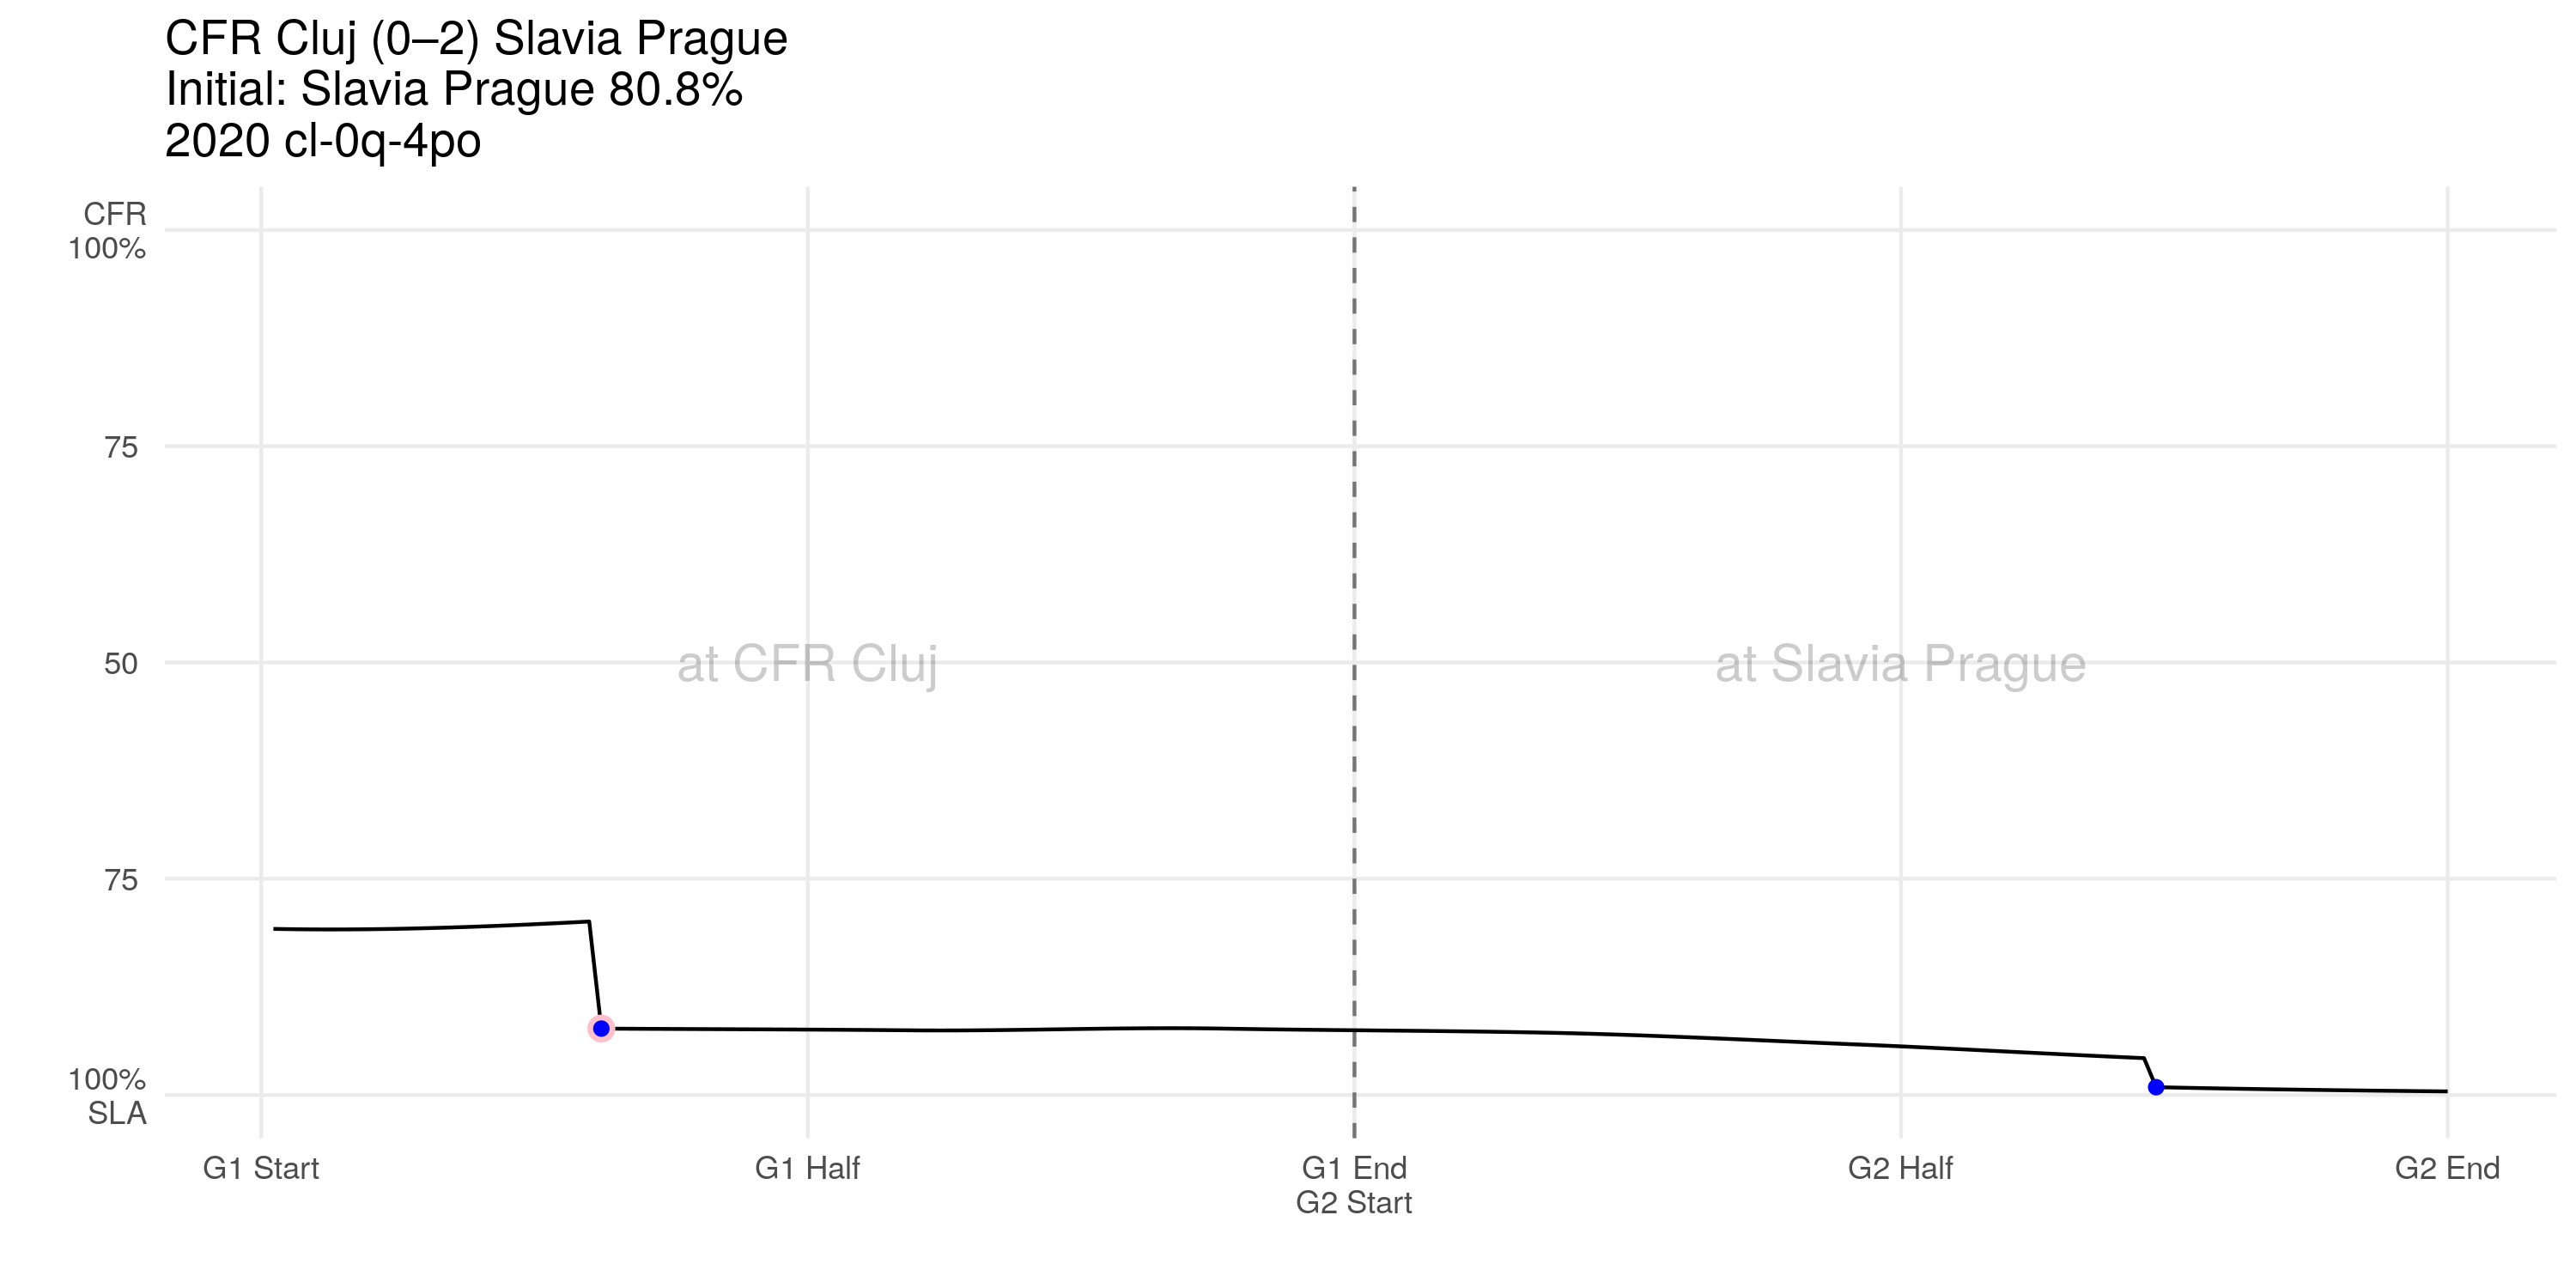 CFR Cluj (0–2) Slavia Prague
Initial: Slavia Prague 80.8%
2020 cl-0q-4po
CFR
100%
75
50
75
100%
SLA
at CFR Cluj
at Slavia Prague
G1 Start
G1 Half
G1 End
G2 Start
G2 Half
G2 End